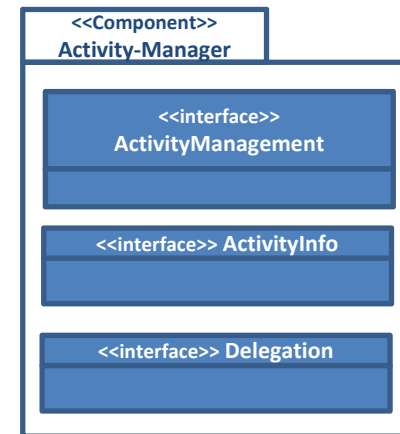 <<Component>>
Activity-Manager
<<interface>>
ActivityManagement
<<interface>> ActivityInfo
<<interface>> Delegation